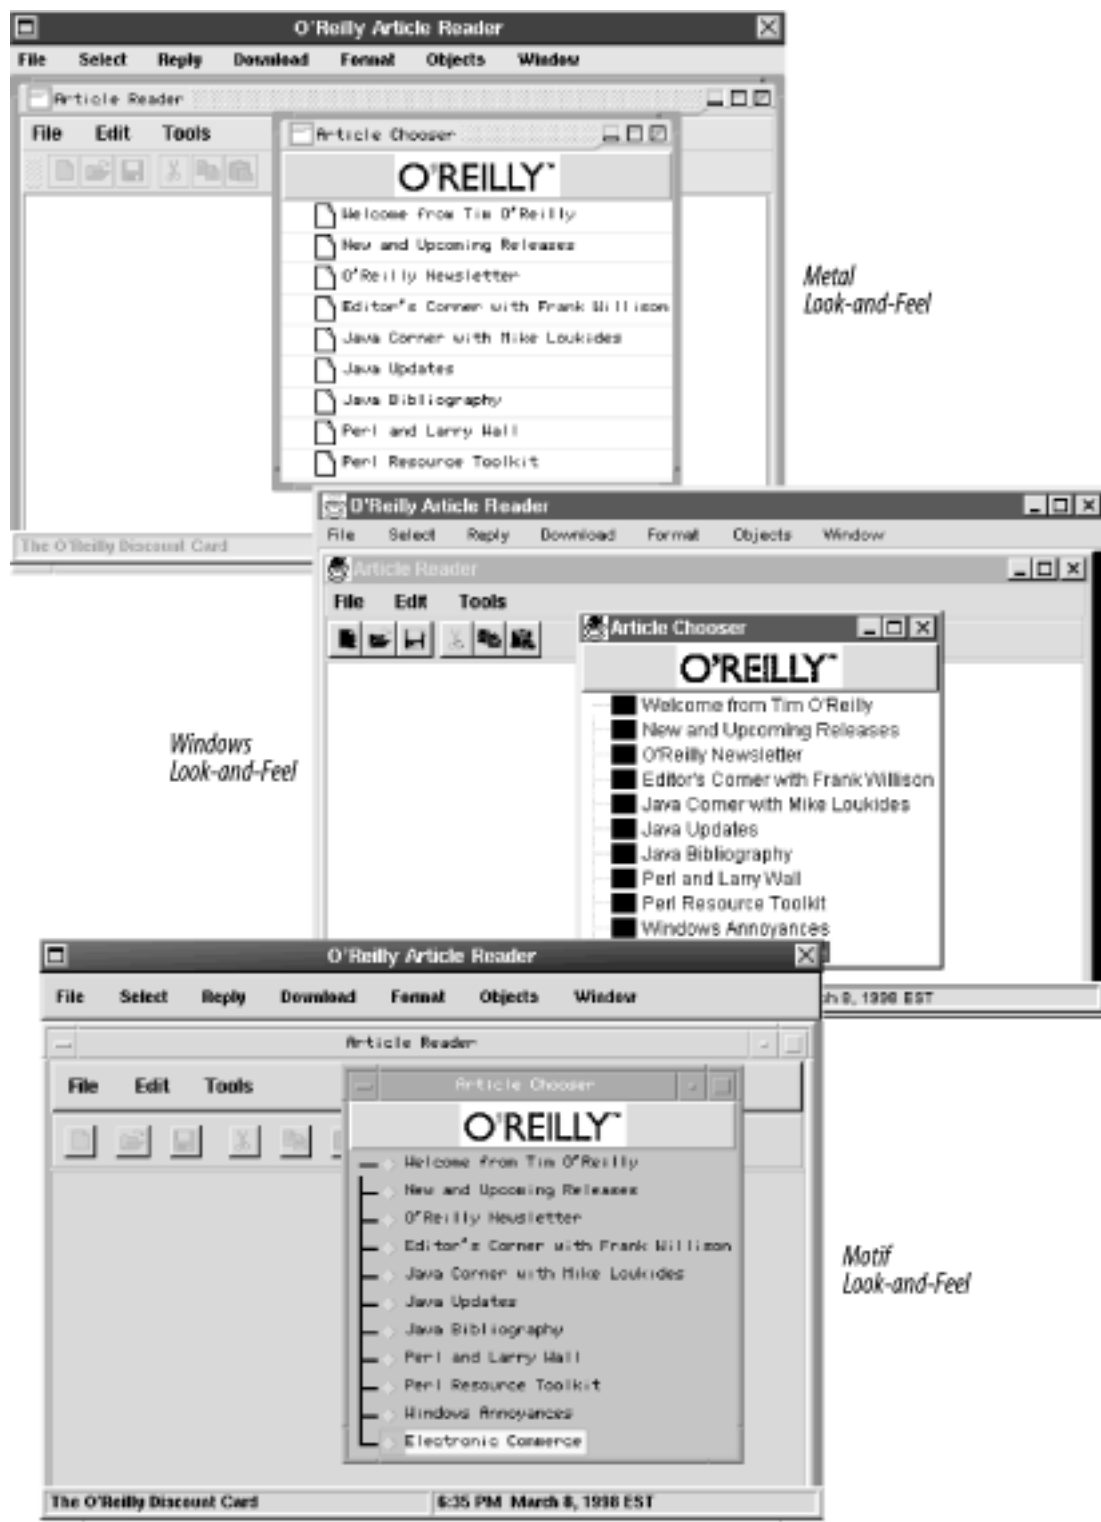 O'Reilly Article Reader
File Select Reply Download Format Objects Window
Article Reader
File Edit Tools
Article Chooser
O'REILLY™
Welcome from Tim O'Reilly
New and Upcoming Releases
O'Reilly Newsletter
Editor's Corner with Frank Willison
Java Corner with Mike Loukides
Java Updates
Java Bibliography
Perl and Larry Wall
Perl Resource Toolkit
The O'Reilly Discount Card
Metal
Look-and-Feel
O'Reilly Article Reader
File Select Reply Download Format Objects Window
Article Reader
File Edit Tools
Article Chooser
O'REILLY™
Welcome from Tim O'Reilly
New and Upcoming Releases
O'Reilly Newsletter
Editor's Corner with Frank Willison
Java Corner with Mike Loukides
Java Updates
Java Bibliography
Perl and Larry Wall
Perl Resource Toolkit
Windows Annoyances
8, 1998 EST
Windows
Look-and-Feel
O'Reilly Article Reader
File Select Reply Download Format Objects Window
Article Reader
File Edit Tools
Article Chooser
O'REILLY™
Welcome from Tim O'Reilly
New and Upcoming Releases
O'Reilly Newsletter
Editor's Corner with Frank Willison
Java Corner with Mike Loukides
Java Updates
Java Bibliography
Perl and Larry Wall
Perl Resource Toolkit
Windows Annoyances
Electronic Commerce
The O'Reilly Discount Card
6:35 PM March 8, 1998 EST
Motif
Look-and-Feel